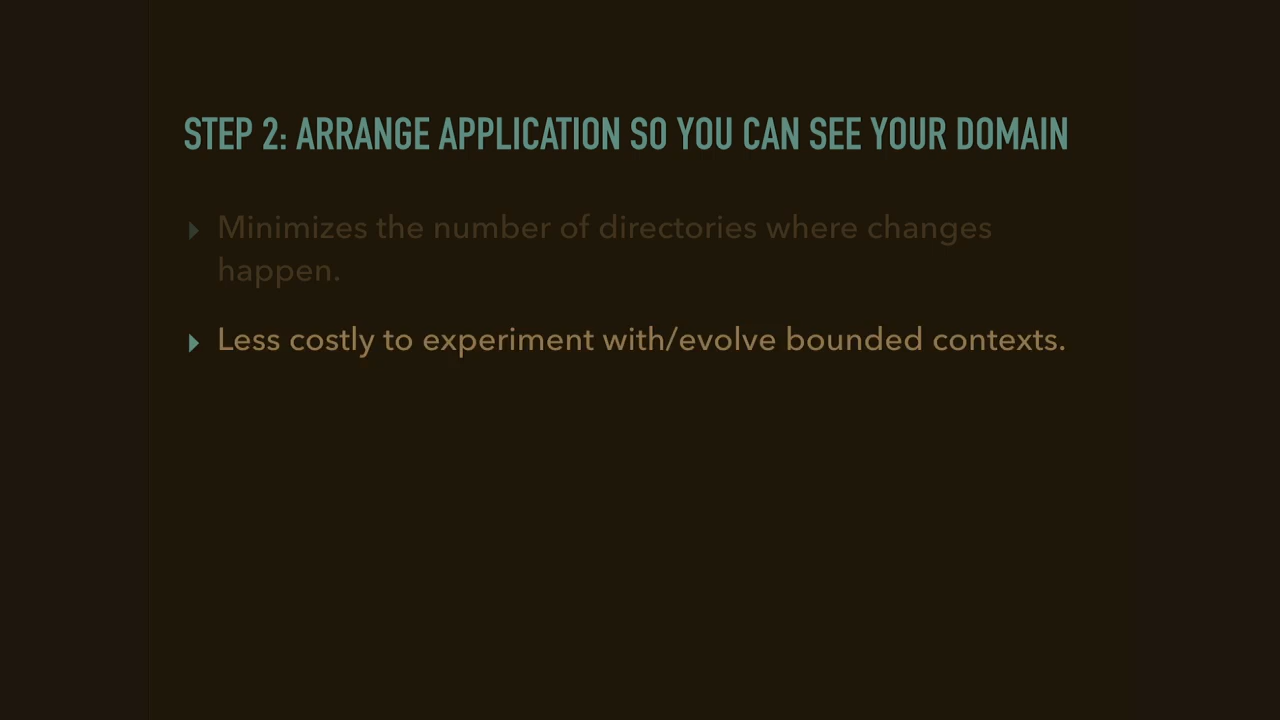 STEP 2: ARRANGE APPLICATION SO YOU CAN SEE YOUR DOMAIN
Minimizes the number of directories where changes
happen.
Less costly to experiment with/evolve bounded contexts.